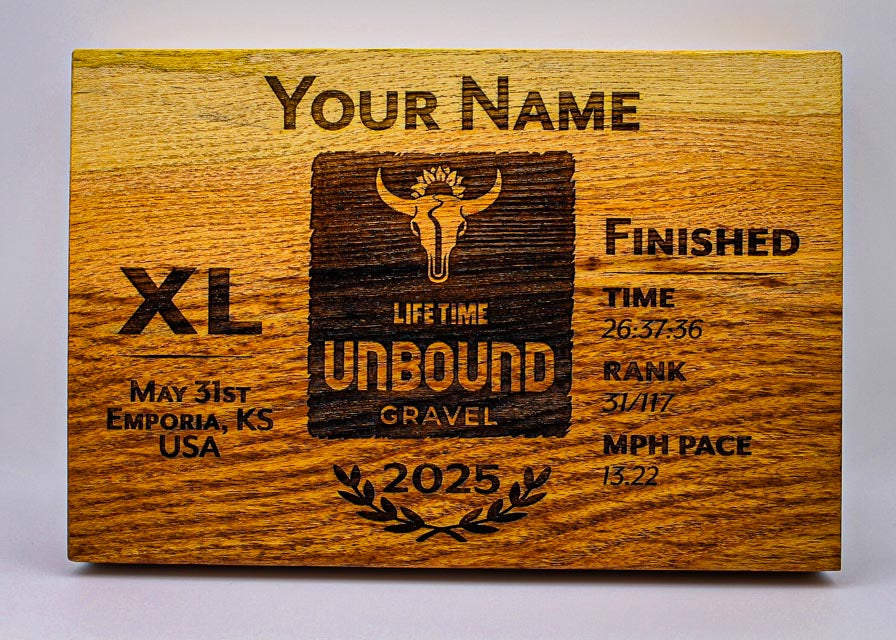 YOUR NAME
XL
MAY 31ST
EMPORIA, KS
USA
LIFE TIME
UNBOUND
GRAVEL
2025
FINISHED
TIME
26:37:36
RANK
31/117
MPH PACE
13.22